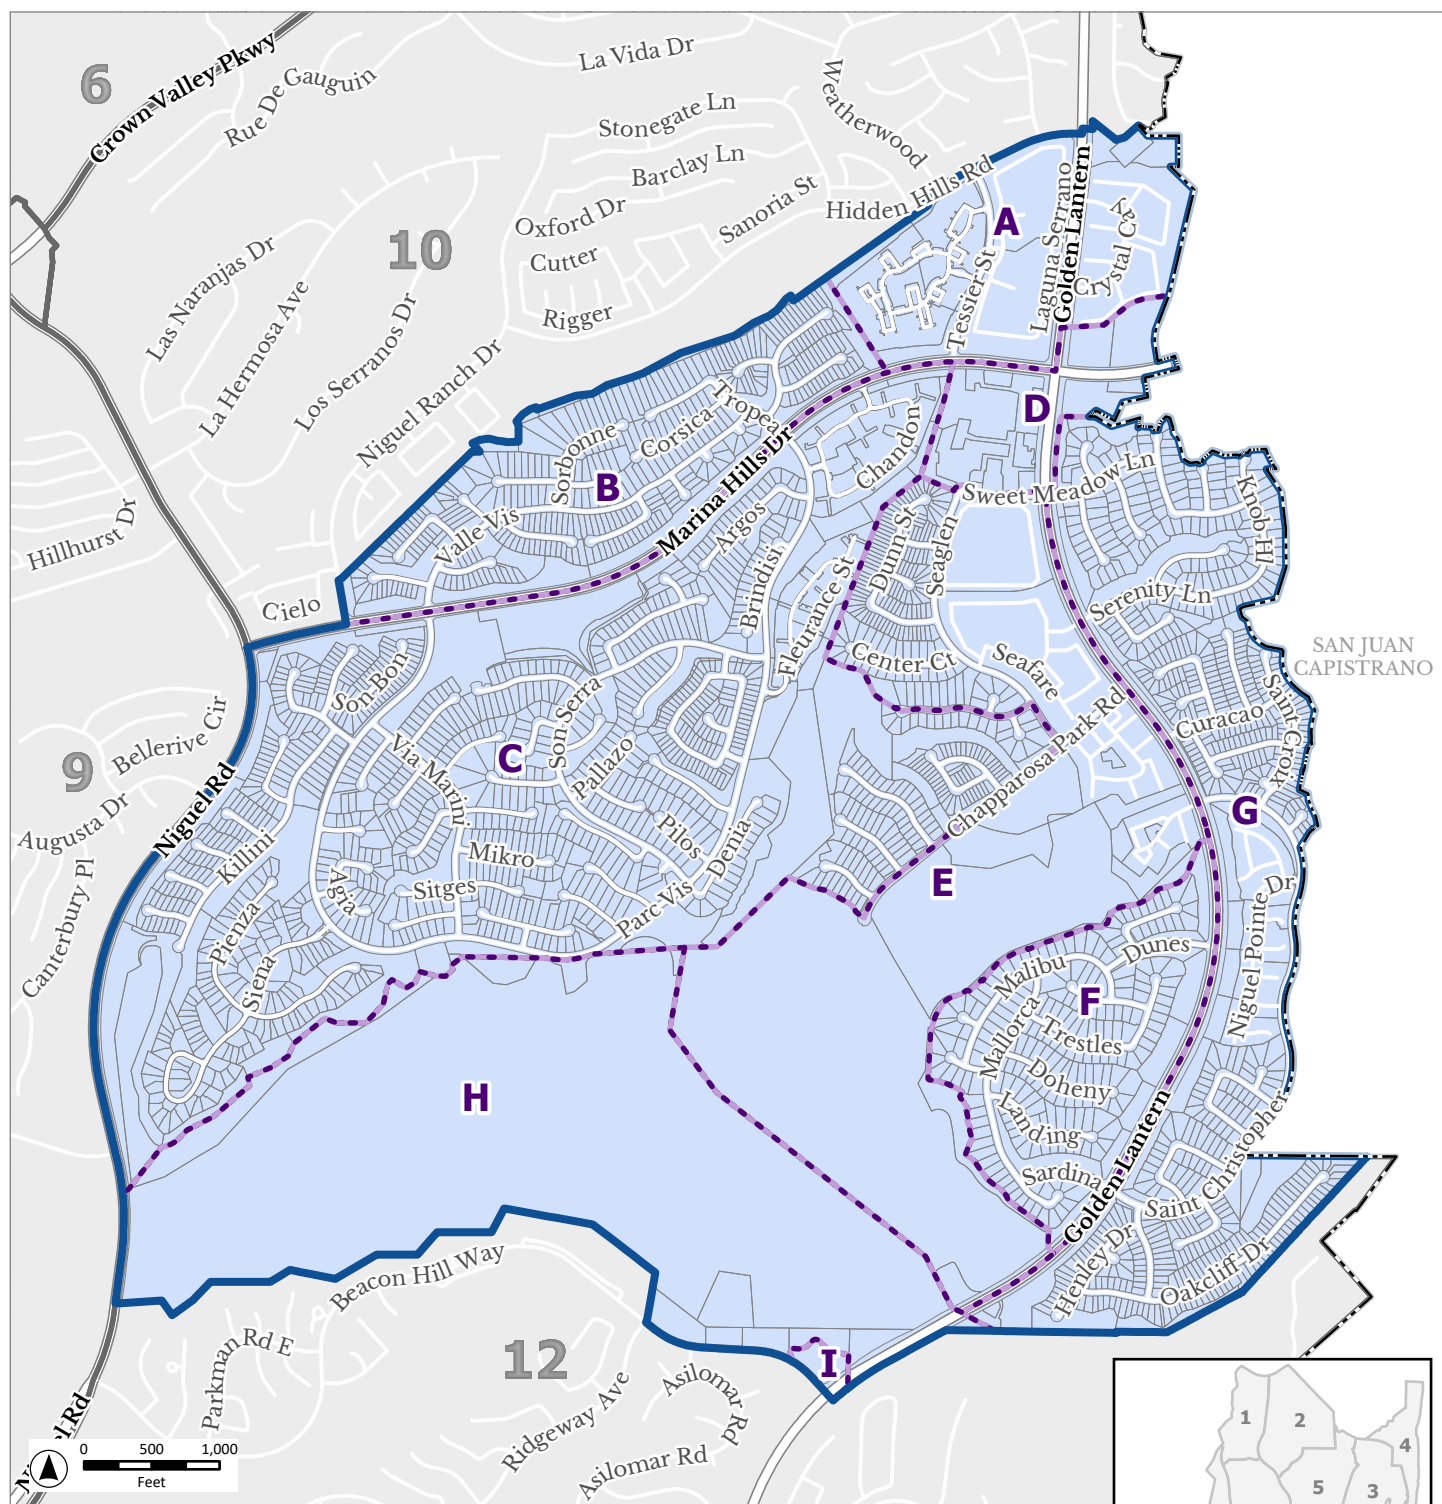 6
Crown Valley Pkwy
Rue De Gauguin
La Vida Dr
Weatherwood
Stonegate Ln
Barclay Ln
Sanoria St
Hidden Hills Rd
Oxford Dr
Cutter
Rigger
10
Las Naranjas Dr
La Hermosa Ave
Los Serranos Dr
Niguel Ranch Dr
A
Laguna Serrano
Golden Lantern
Crystal Cay
Tessier St
D
Tropea
Corsica
Sorbonne
B
Valle Vis
Marina Hills Dr
Chandon
Argos
Brindisi
Sweet Meadow Ln
Knob Hl
Dunn St
Seaglen
Fleurance St
Serenity Ln
Hillhurst Dr
Cielo
Center Ct
Seafare
SAN JUAN
CAPISTRANO
Son Bon
Son Serra
Saint Croix
Curacao
Chapparosa Park Rd
Bellerive Cir
9
Augusta Dr
Niguel Rd
Canterbury Pl
Via Marini
C
Pallazo
Pilos
Denia
G
Killini
Mikro
Sitges
Agia
Parc Vis
E
Pienza
Siena
Niguel Pointe Dr
Dunes
Malibu
F
Mallorca
Trestles
Doheny
Landing
Sardina
H
Saint Christopher
Golden Lantern
Henley Dr
Oakcliff Dr
Beacon Hill Way
Parkman Rd E
12
Ridgeway Ave
Asilomar Rd
Asilomar Rd
I
el Rd
N
0 500 1,000
Feet
1
2
4
5
3